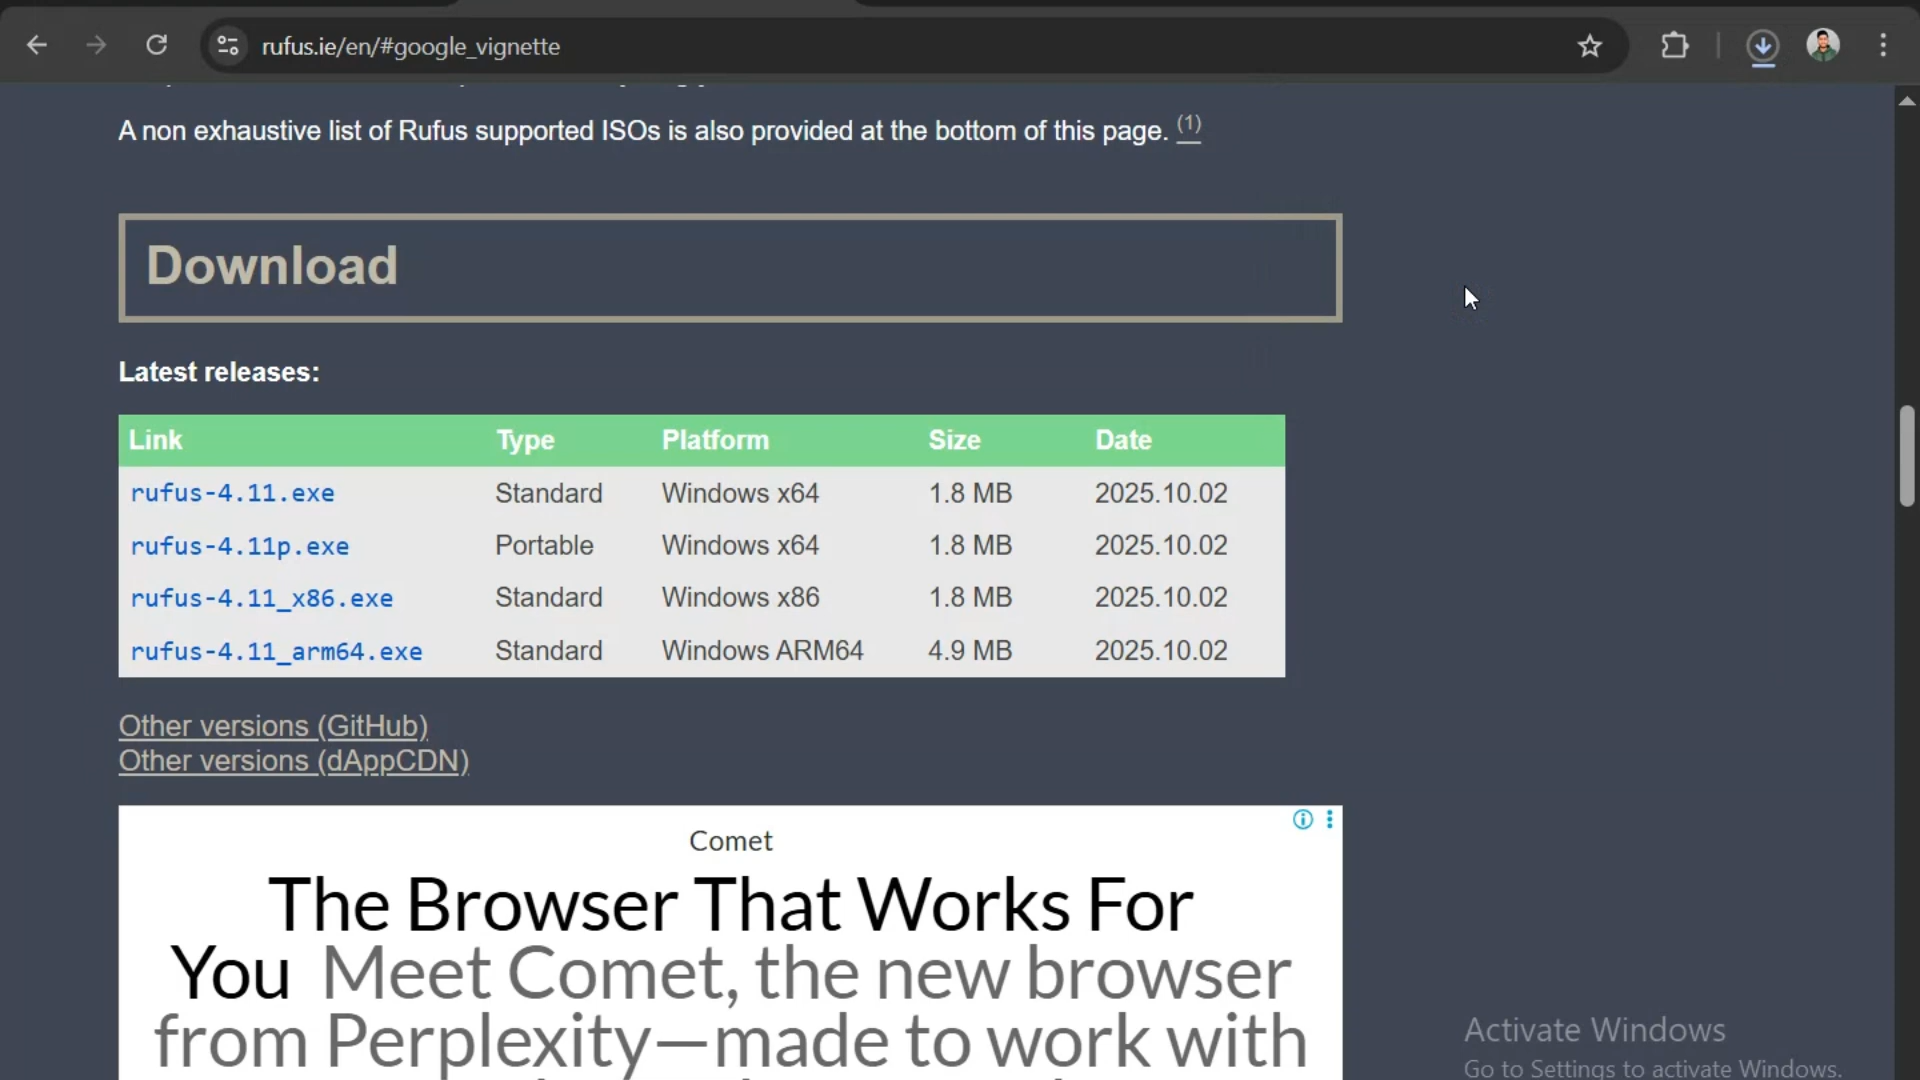 rufus.ie/en/#google_vignette
A non exhaustive list of Rufus supported ISOs is also provided at the bottom of this page. (1)
Download
Latest releases:
Link Type Platform Size Date
rufus-4.11.exe Standard Windows x64 1.8 MB 2025.10.02
rufus-4.11p.exe Portable Windows x64 1.8 MB 2025.10.02
rufus-4.11_x86.exe Standard Windows x86 1.8 MB 2025.10.02
rufus-4.11_arm64.exe Standard Windows ARM64 4.9 MB 2025.10.02
Other versions (GitHub)
Other versions (dAppCDN)
Comet
The Browser That Works For
You Meet Comet, the new browser
from Perplexity—made to work with
Activate Windows
Go to Settings to activate Windows.